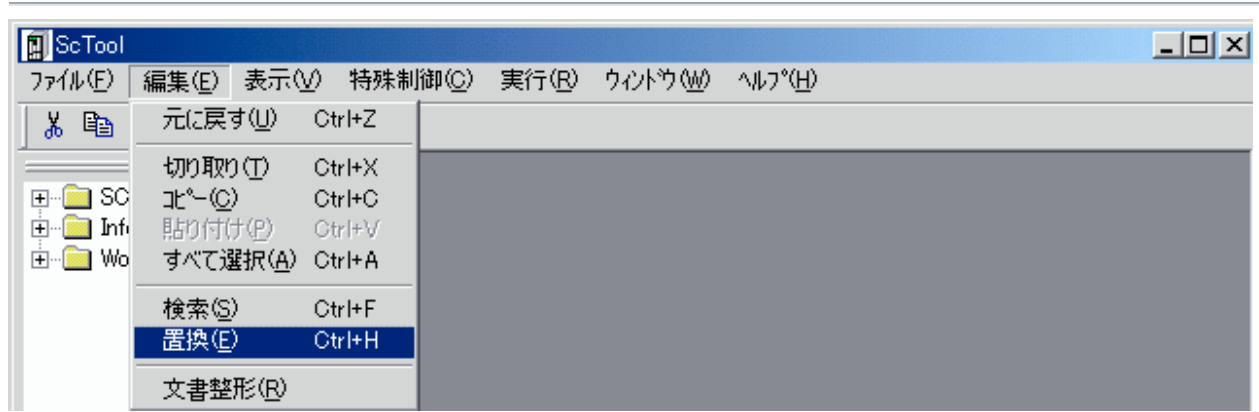 ScTool
ﾌｧｲﾙ(F) 編集(E) 表示(V) 特殊制御(C) 実行(R) ｳｨﾝﾄﾞｳ(W) ﾍﾙﾌﾟ(H)
元に戻す(U) Ctrl+Z
切り取り(T) Ctrl+X
ｺﾋﾟｰ(C) Ctrl+C
貼り付け(P) Ctrl+V
すべて選択(A) Ctrl+A
検索(S) Ctrl+F
置換(E) Ctrl+H
文書整形(R)
SC
Inf
Wo